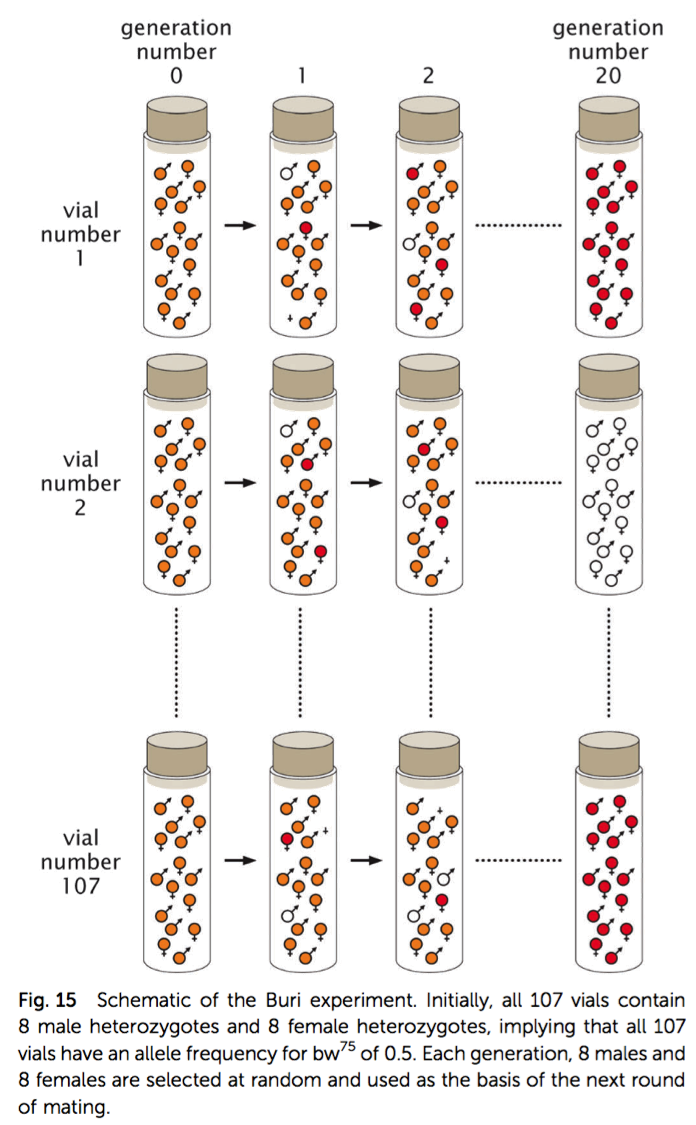 generation
number
0
1
2
generation
number
20
vial
number
1
vial
number
2
vial
number
107
Fig. 15 Schematic of the Buri experiment. Initially, all 107 vials contain
8 male heterozygotes and 8 female heterozygotes, implying that all 107
vials have an allele frequency for bw⁷⁵ of 0.5. Each generation, 8 males and
8 females are selected at random and used as the basis of the next round
of mating.